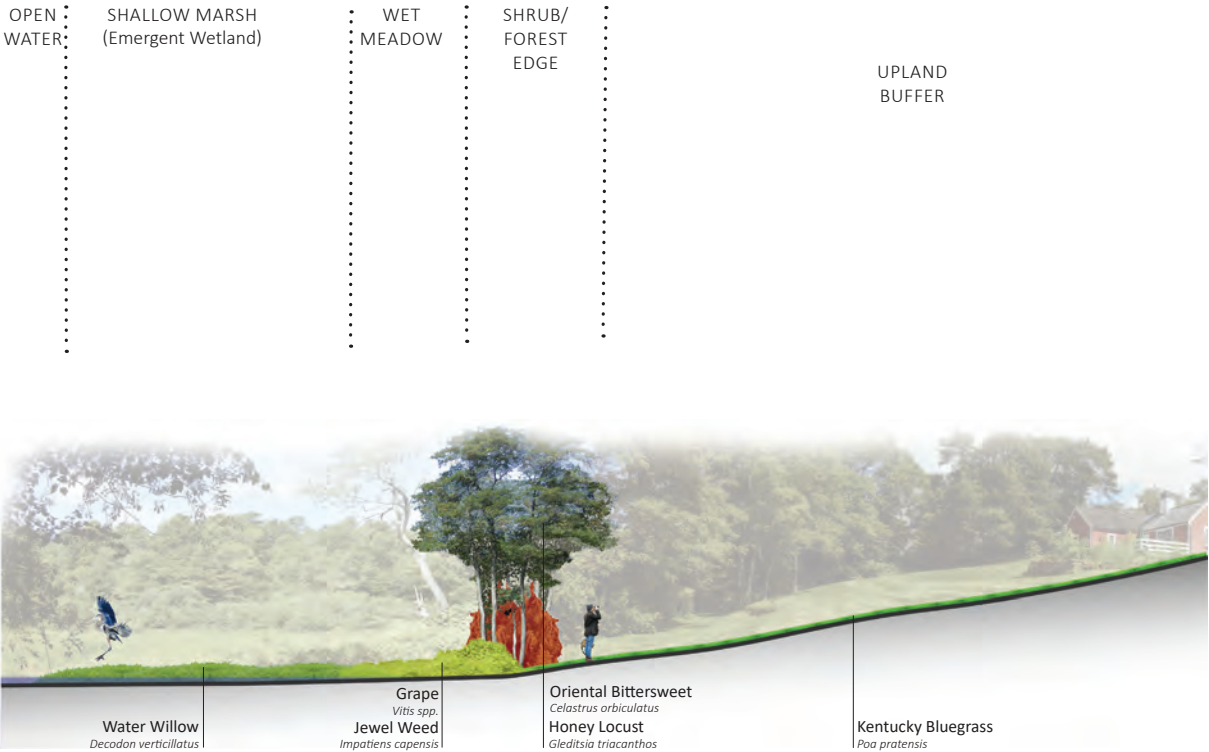 OPEN
WATER
SHALLOW MARSH
(Emergent Wetland)
WET
MEADOW
SHRUB/
FOREST
EDGE
UPLAND
BUFFER
Water Willow
Decodon verticillatus
Grape
Vitis spp.
Jewel Weed
Impatiens capensis
Oriental Bittersweet
Celastrus orbiculatus
Honey Locust
Gleditsia triacanthos
Kentucky Bluegrass
Poa pratensis